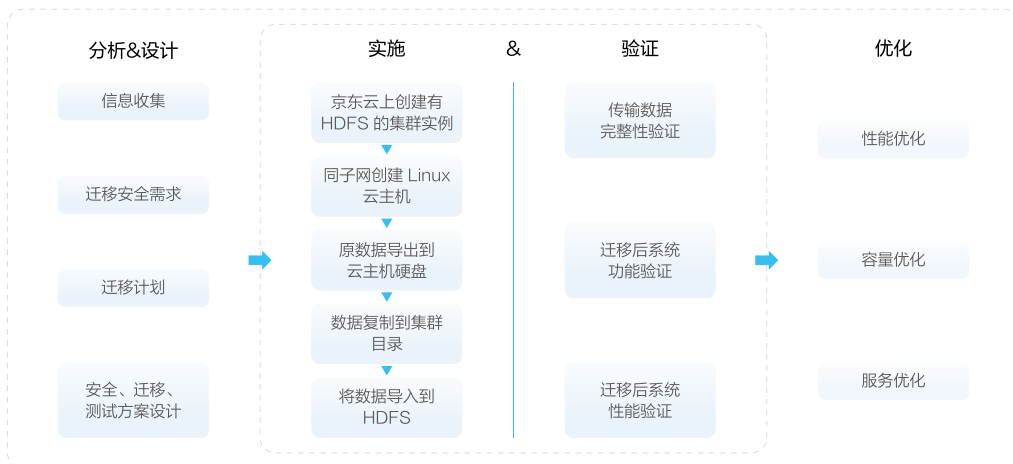 分析&设计
信息收集
迁移安全需求
迁移计划
安全、迁移、
测试方案设计
实施
&
验证
京东云上创建有
HDFS 的集群实例
同子网创建 Linux
云主机
原数据导出到
云主机硬盘
数据复制到集群
目录
将数据导入到
HDFS
传输数据
完整性验证
迁移后系统
功能验证
迁移后系统
性能验证
优化
性能优化
容量优化
服务优化